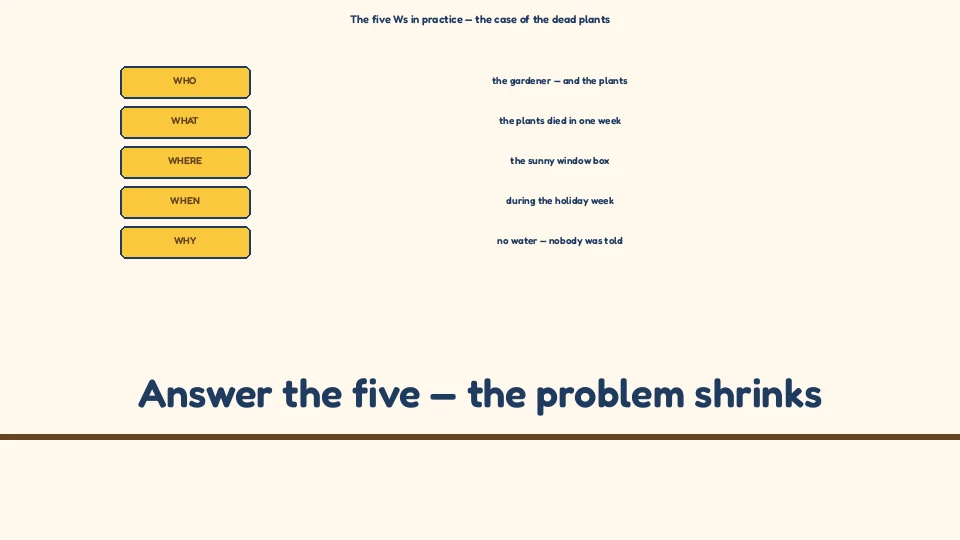 The five Ws in practice — the case of the dead plants
WHO the gardener — and the plants
WHAT the plants died in one week
WHERE the sunny window box
WHEN during the holiday week
WHY no water — nobody was told
Answer the five — the problem shrinks